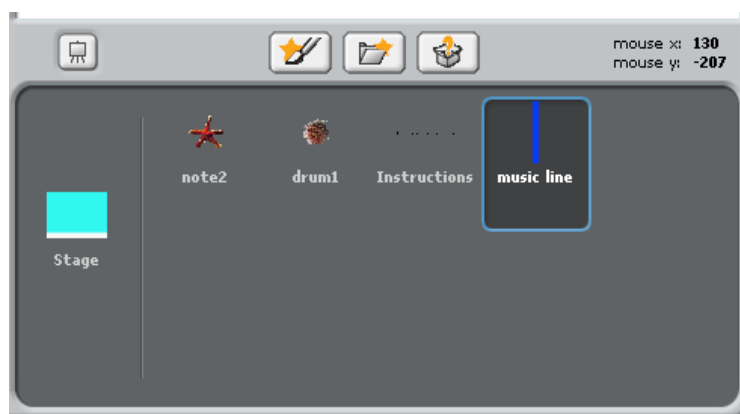 mouse x: 130
mouse y: -207
note2 drum1 Instructions music line
Stage